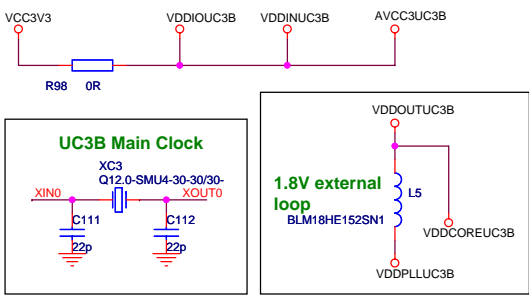 VCC3V3
VDDIOUC3B
VDDINUC3B
AVCC3UC3B
R98
0R
UC3B Main Clock
XC3
Q12.0-SMU4-30-30/30-
XIN0
XOUT0
C111
C112
22p
22p
VDDOUTUC3B
1.8V external
loop
L5
BLM18HE152SN1
VDDCOREUC3B
VDDPLLUC3B